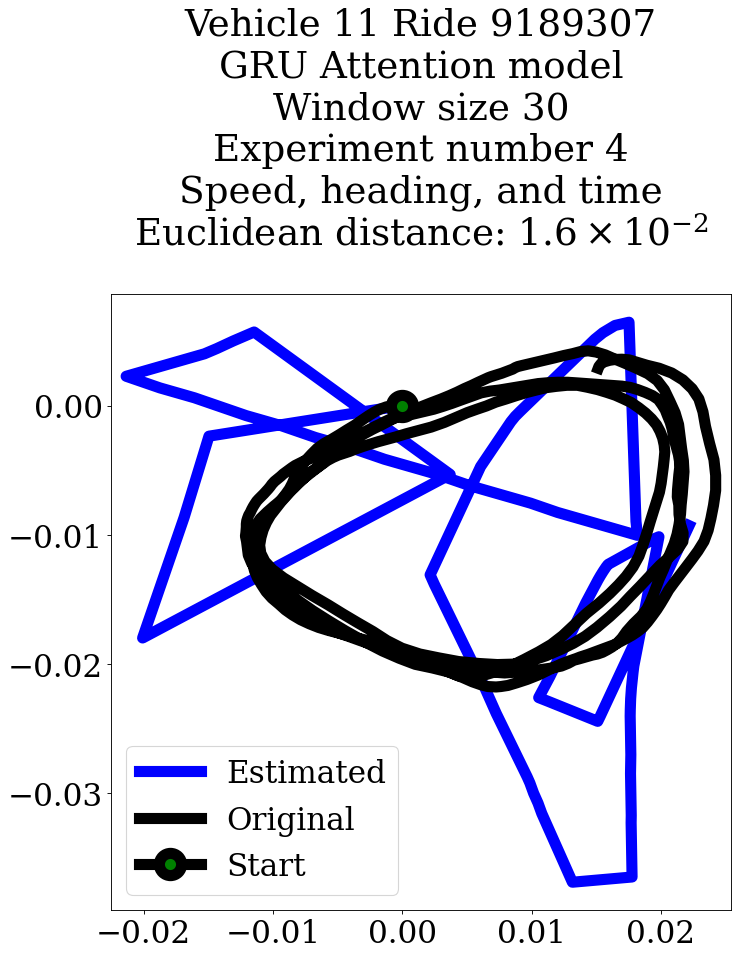 Vehicle 11 Ride 9189307
GRU Attention model
Window size 30
Experiment number 4
Speed, heading, and time
Euclidean distance: 1.6 × 10⁻²
0.00
−0.01
−0.02
−0.03
Estimated
Original
Start
−0.02 −0.01 0.00 0.01 0.02